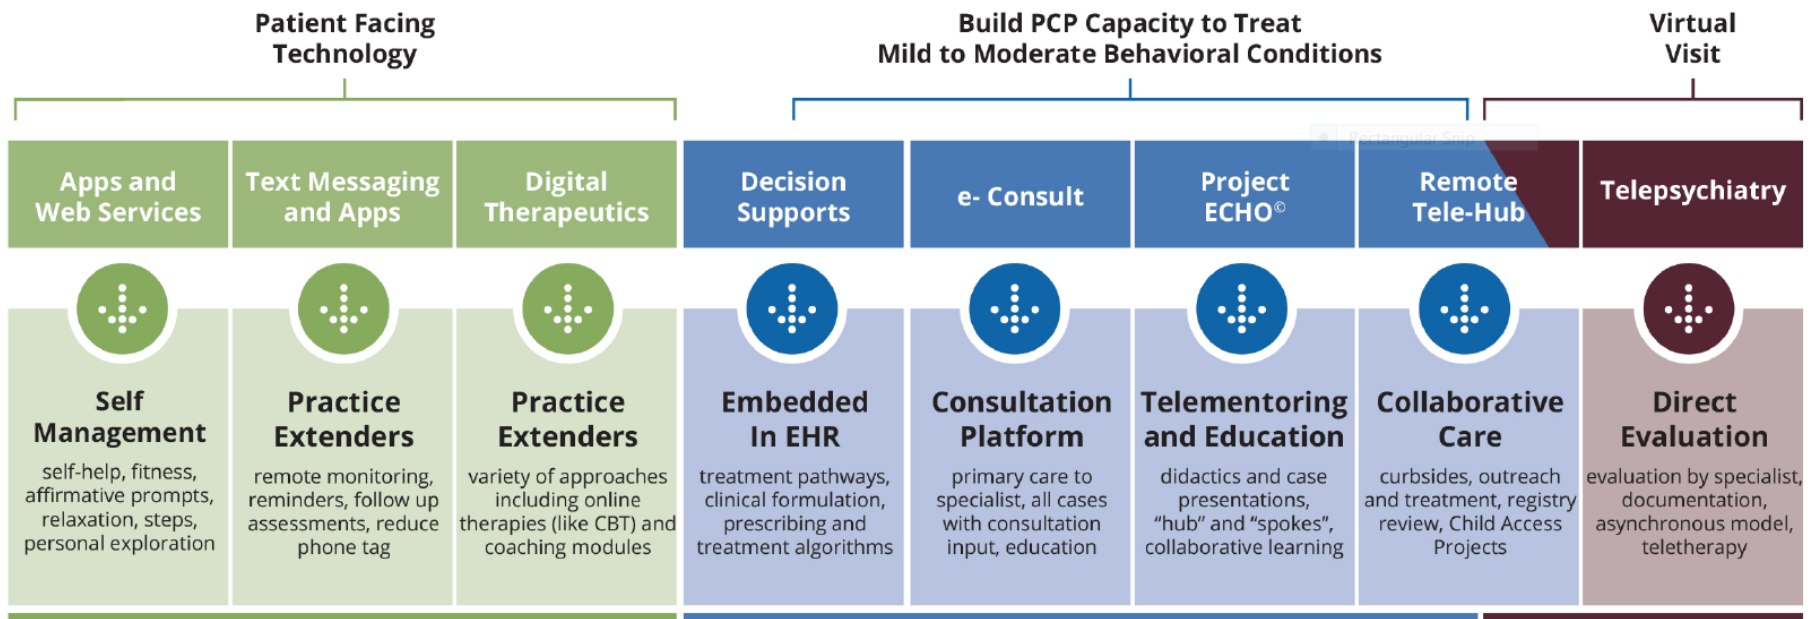 Patient Facing
Technology
Build PCP Capacity to Treat
Mild to Moderate Behavioral Conditions
Virtual
Visit
Rectangular Snip
Apps and
Web Services
Text Messaging
and Apps
Digital
Therapeutics
Decision
Supports
e- Consult
Project
ECHO©
Remote
Tele-Hub
Telepsychiatry
Self
Management
self-help, fitness,
affirmative prompts,
relaxation, steps,
personal exploration
Practice
Extenders
remote monitoring,
reminders, follow up
assessments, reduce
phone tag
Practice
Extenders
variety of approaches
including online
therapies (like CBT) and
coaching modules
Embedded
In EHR
treatment pathways,
clinical formulation,
prescribing and
treatment algorithms
Consultation
Platform
primary care to
specialist, all cases
with consultation
input, education
Telementoring
and Education
didactics and case
presentations,
“hub” and “spokes”,
collaborative learning
Collaborative
Care
curbsides, outreach
and treatment, registry
review, Child Access
Projects
Direct
Evaluation
evaluation by specialist,
documentation,
asynchronous model,
teletherapy